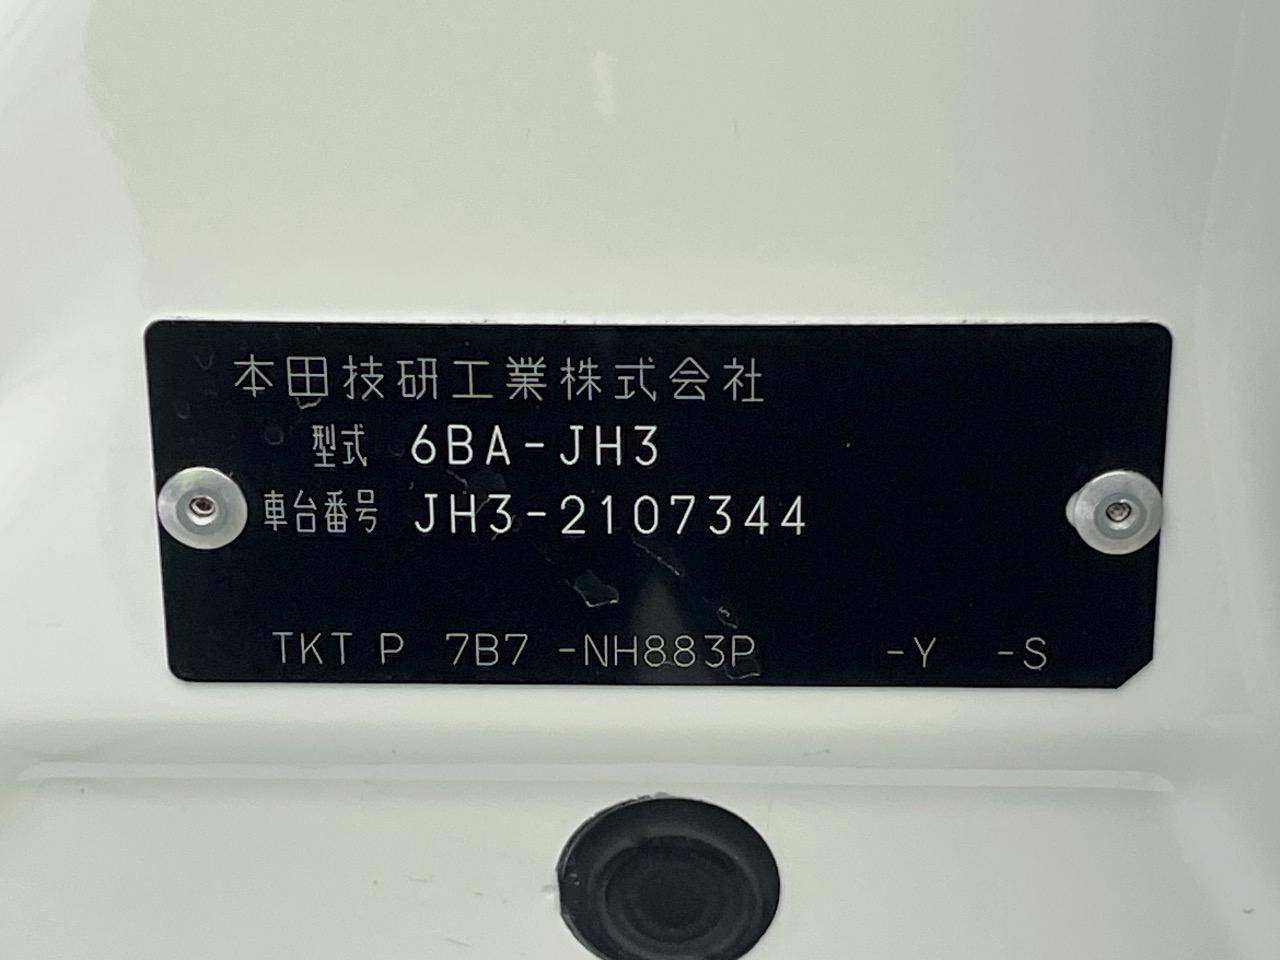 本田技研工業株式会社
型式 6BA-JH3
車台番号 JH3-2107344
TKT P 7B7 -NH883P -Y -S